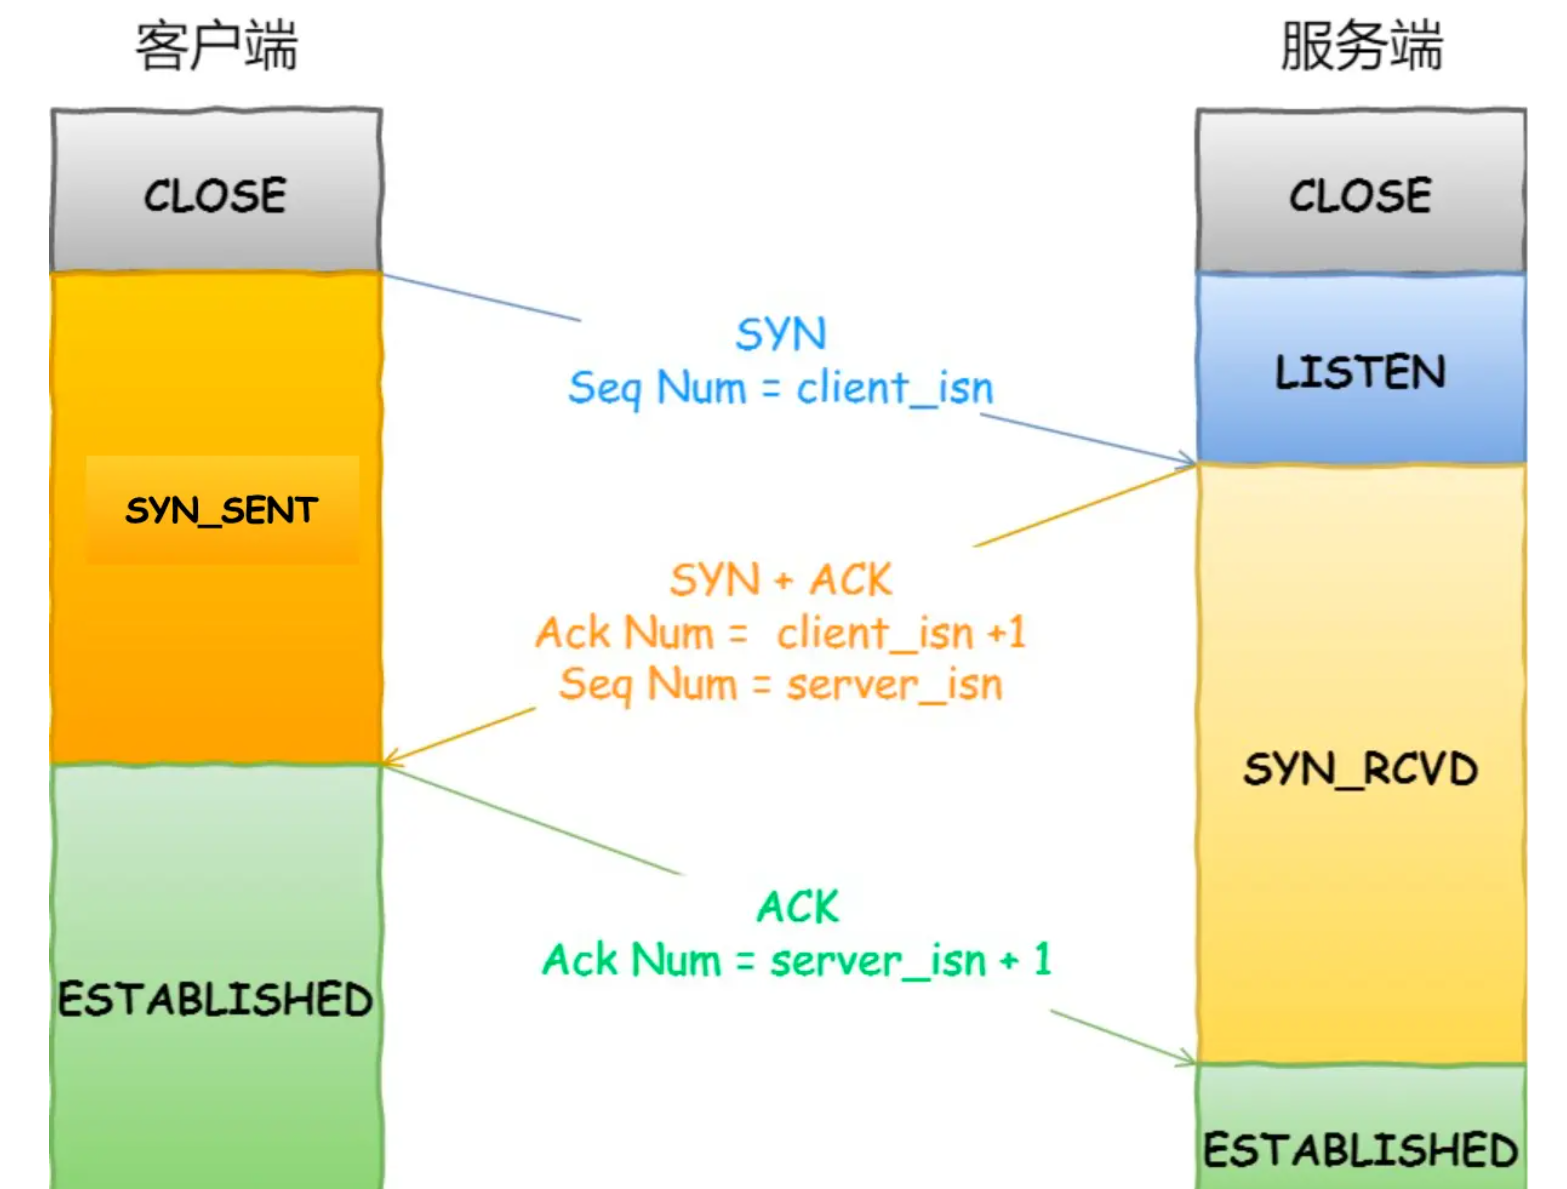 客户端
服务端
CLOSE
CLOSE
SYN
Seq Num = client_isn
LISTEN
SYN_SENT
SYN + ACK
Ack Num = client_isn +1
Seq Num = server_isn
SYN_RCVD
ACK
Ack Num = server_isn + 1
ESTABLISHED
ESTABLISHED